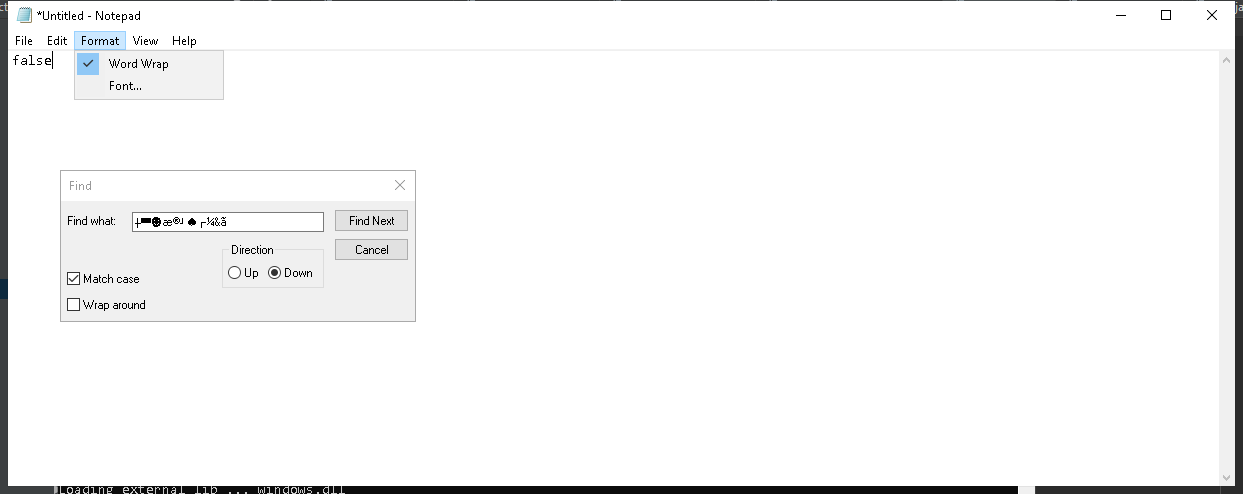 *Untitled - Notepad
File Edit Format View Help
false
Word Wrap
Font...
Find
Find what: ┼▀☻æ®┘♠┌¼&ã Find Next
Direction Cancel
Up Down
Match case
Wrap around
Loading external lib ... windows.dll